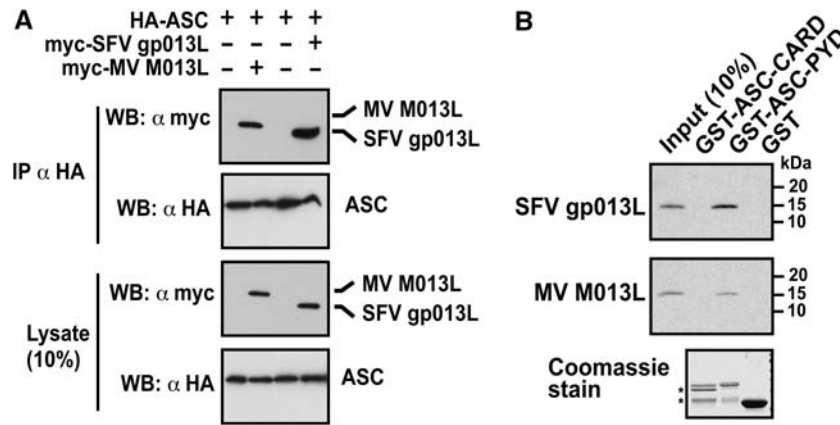 A
HA-ASC + + + +
myc-SFV gp013L - - - +
myc-MV M013L - + - -
IP α HA
WB: α myc
MV M013L
SFV gp013L
WB: α HA
ASC
Lysate
(10%)
WB: α myc
MV M013L
SFV gp013L
WB: α HA
ASC
B
Input (10%)
GST-ASC-CARD
GST-ASC-PYD
GST
kDa
SFV gp013L
20
15
10
MV M013L
20
15
10
Coomassie
stain
*
*